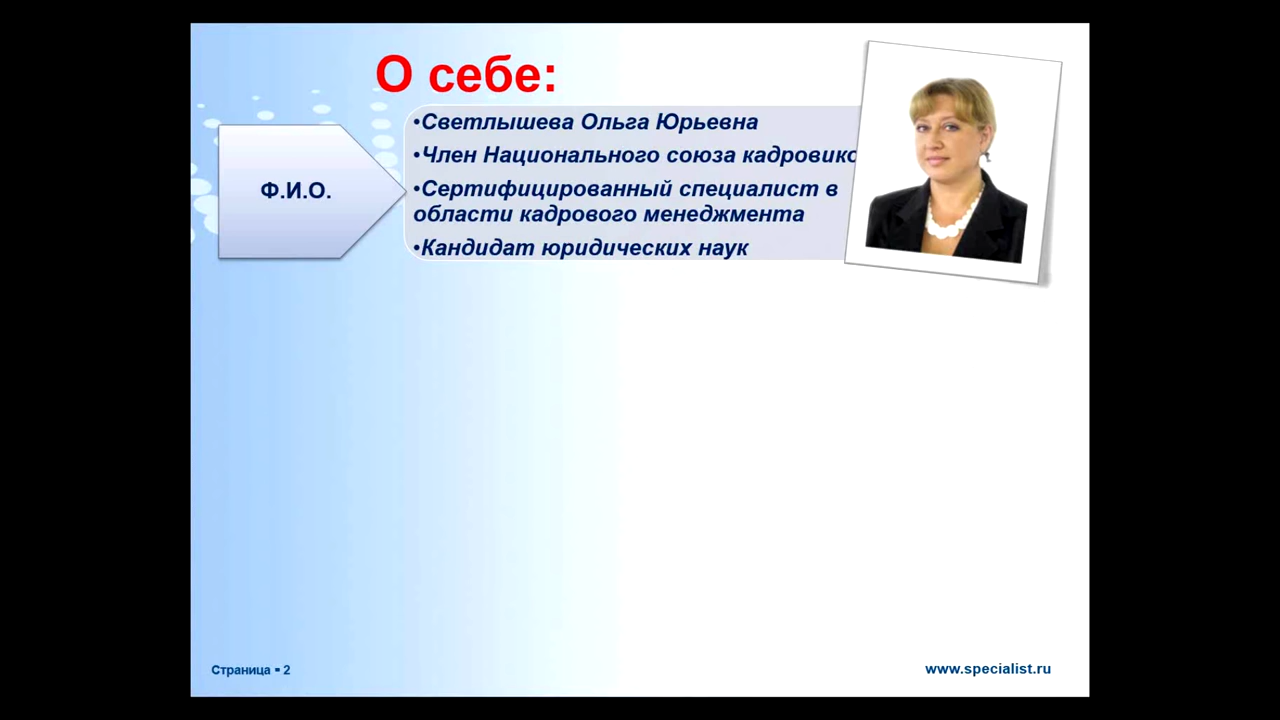 О себе:
Ф.И.О.
•Светлышева Ольга Юрьевна
•Член Национального союза кадровико
•Сертифицированный специалист в
области кадрового менеджмента
•Кандидат юридических наук
Страница ▪ 2
www.specialist.ru